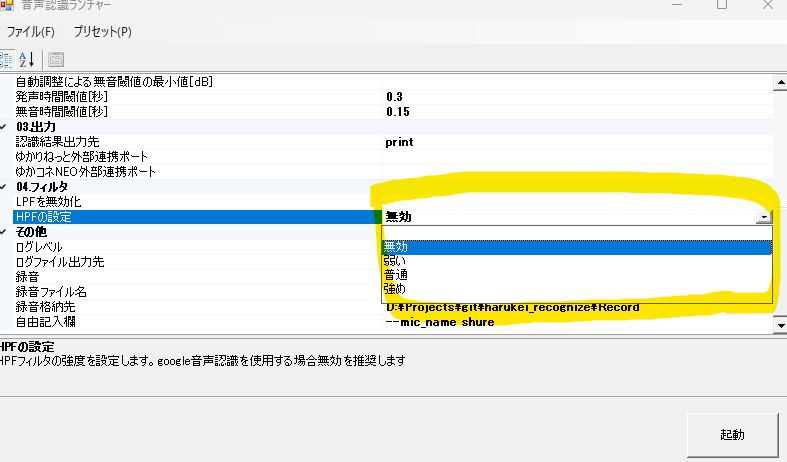 音声認識ランチャー
ファイル(F) プリセット(P)
自動調整による無音閾値の最小値[dB]
発声時間閾値[秒] 0.3
無音時間閾値[秒] 0.15
03.出力
認識結果出力先 print
ゆかりねっと外部連携ポート
ゆかコネNEO外部連携ポート
04.フィルタ
LPFを無効化
HPFの設定 無効
その他
ログレベル 無効
ログファイル出力先 弱い
録音 普通
録音ファイル名 強め
録音格納先 D:¥Projects¥git¥harukei_recognize¥Record
自由記入欄 --mic_name shure
HPFの設定
HPFフィルタの強度を設定します。google音声認識を使用する場合無効を推奨します
起動